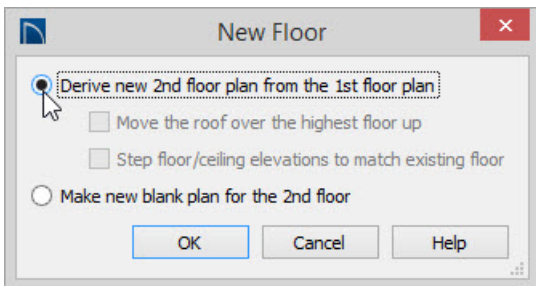 New Floor
Derive new 2nd floor plan from the 1st floor plan
Move the roof over the highest floor up
Step floor/ceiling elevations to match existing floor
Make new blank plan for the 2nd floor
OK Cancel Help